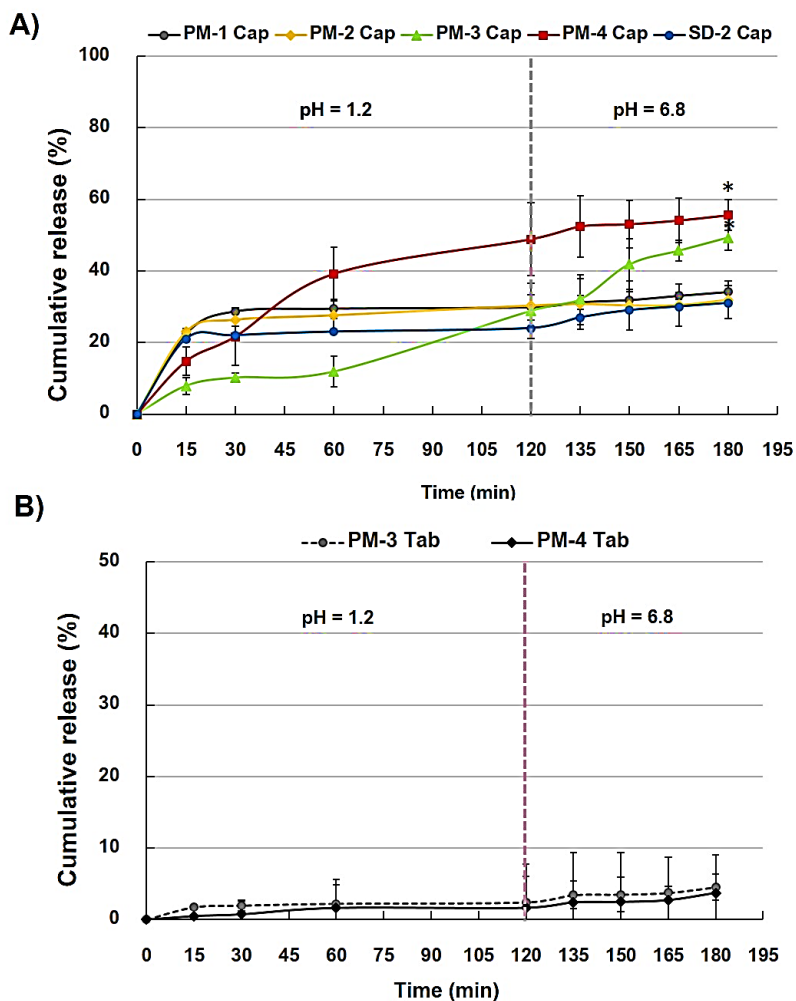 A)
PM-1 Cap PM-2 Cap PM-3 Cap PM-4 Cap SD-2 Cap
Cumulative release (%)
100
80
60
40
20
0
pH = 1.2
pH = 6.8
*
*
0 15 30 45 60 75 90 105 120 135 150 165 180 195
Time (min)
B)
PM-3 Tab PM-4 Tab
Cumulative release (%)
50
40
30
20
10
0
pH = 1.2
pH = 6.8
0 15 30 45 60 75 90 105 120 135 150 165 180 195
Time (min)